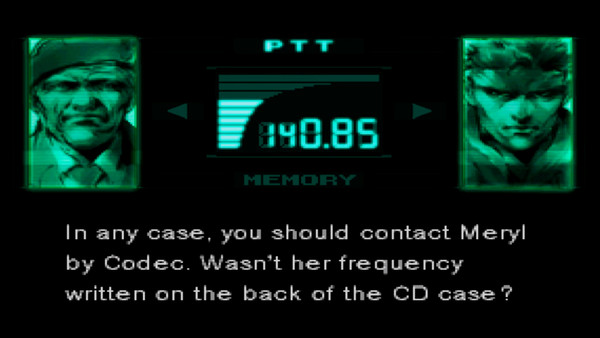 PTT
140.85
MEMORY
In any case, you should contact Meryl
by Codec. Wasn't her frequency
written on the back of the CD case?